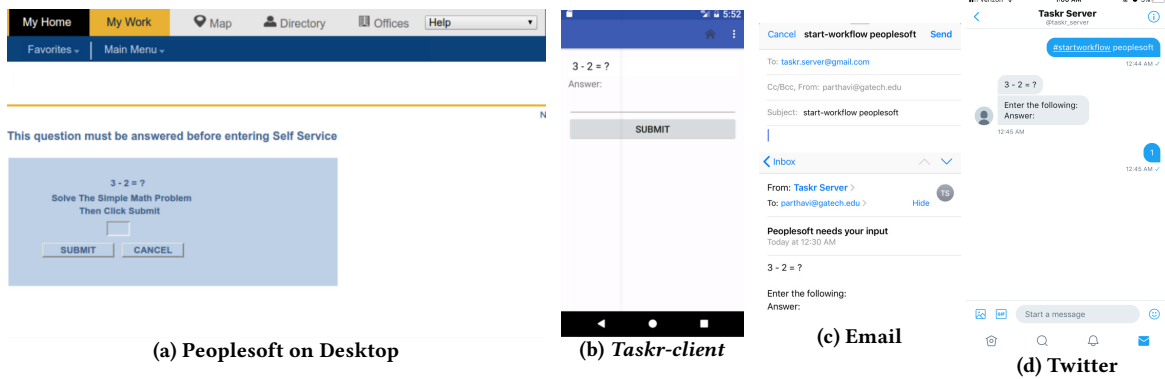 My Home My Work Map Directory Offices Help
Favorites Main Menu
N
This question must be answered before entering Self Service
3 - 2 = ?
Solve The Simple Math Problem
Then Click Submit
SUBMIT CANCEL
(a) Peoplesoft on Desktop
5:52
3 - 2 = ?
Answer:
SUBMIT
(b) Taskr-client
Cancel start-workflow peoplesoft Send
To: taskr.server@gmail.com
Cc/Bcc, From: parthavi@gatech.edu
Subject: start-workflow peoplesoft
Inbox
From: Taskr Server
TS
To: parthavi@gatech.edu Hide
Peoplesoft needs your input
Today at 12:30 AM
3 - 2 = ?
Enter the following:
Answer:
(c) Email
Taskr Server
@taskr_server
#startworkflow peoplesoft
12:44 AM ✓
3 - 2 = ?
Enter the following:
Answer:
12:45 AM
1
12:45 AM ✓
GIF Start a message
(d) Twitter